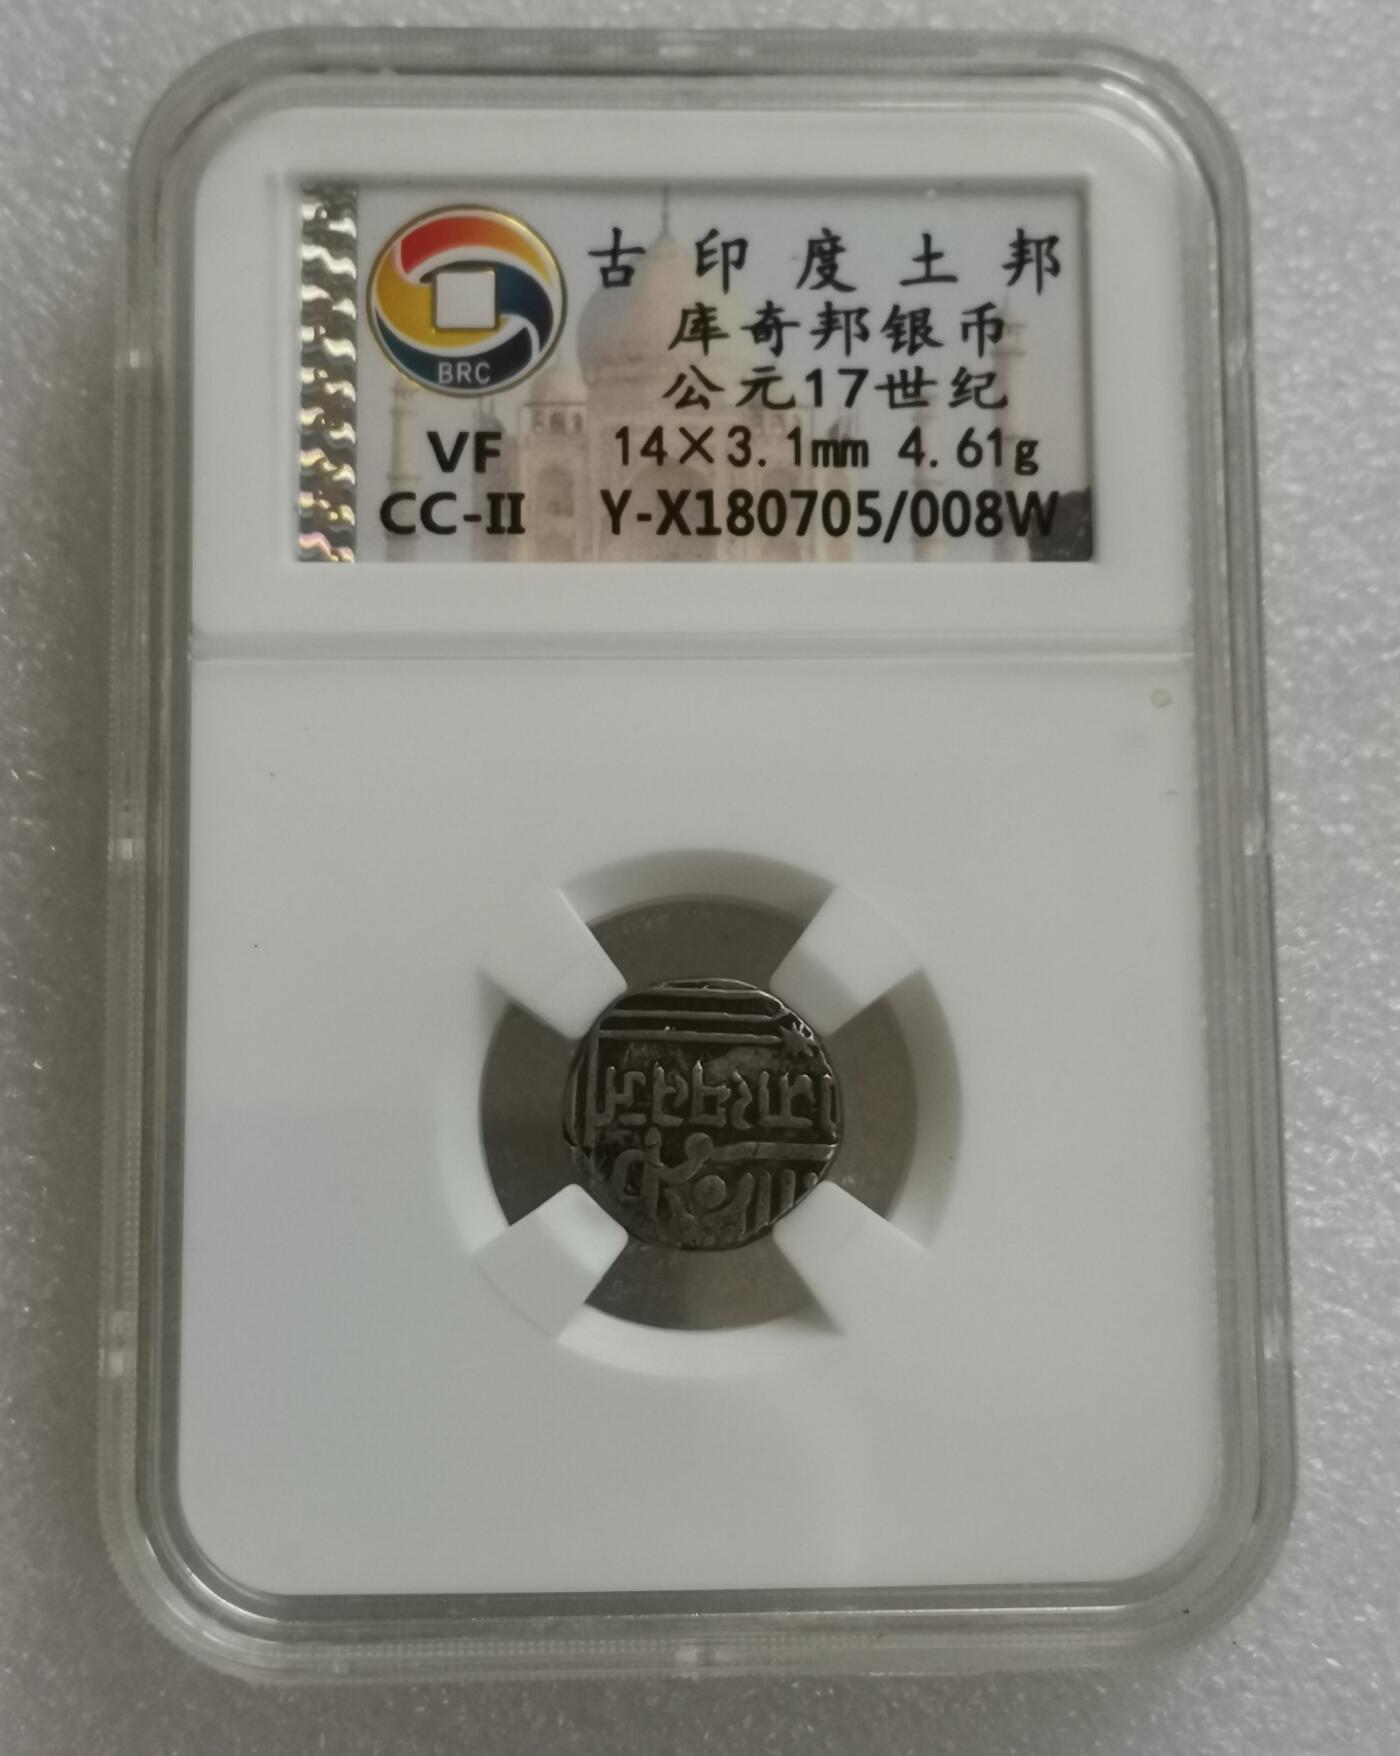 BRC
古印度土邦
库奇邦银币
公元17世纪
VF 14×3.1mm 4.61g
CC-II Y-X180705/008W